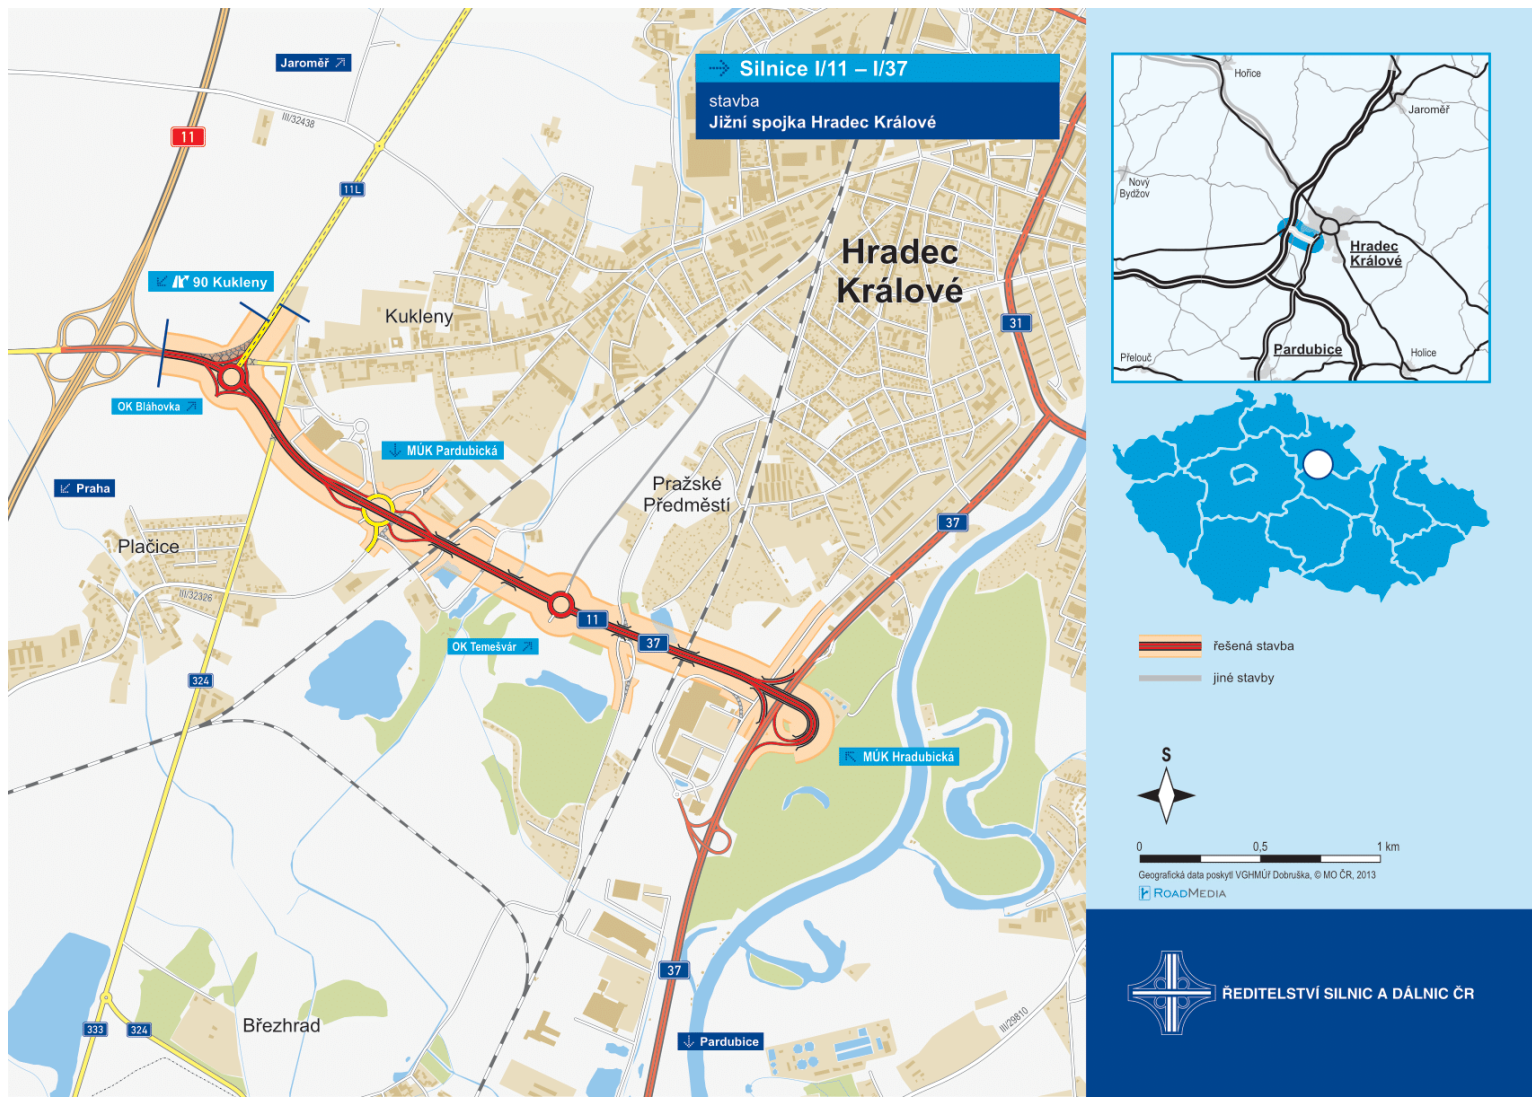 Silnice I/11 – I/37
stavba
Jižní spojka Hradec Králové
Jaroměř
III/32438
11
11L
90 Kukleny
Kukleny
Hradec
Králové
31
OK Bláhovka
MÚK Pardubická
Praha
Pražské
Předměstí
37
Plačice
III/32326
11
37
OK Temešvár
324
MÚK Hradubická
37
Březhrad
333
324
III/29810
Pardubice
Hořice
Jaroměř
Nový
Bydžov
Hradec
Králové
Přelouč
Pardubice
Holice
řešená stavba
jiné stavby
S
0 0,5 1 km
Geografická data poskytl VGHMÚř Dobruška, © MO ČR, 2013
ROADMEDIA
ŘEDITELSTVÍ SILNIC A DÁLNIC ČR